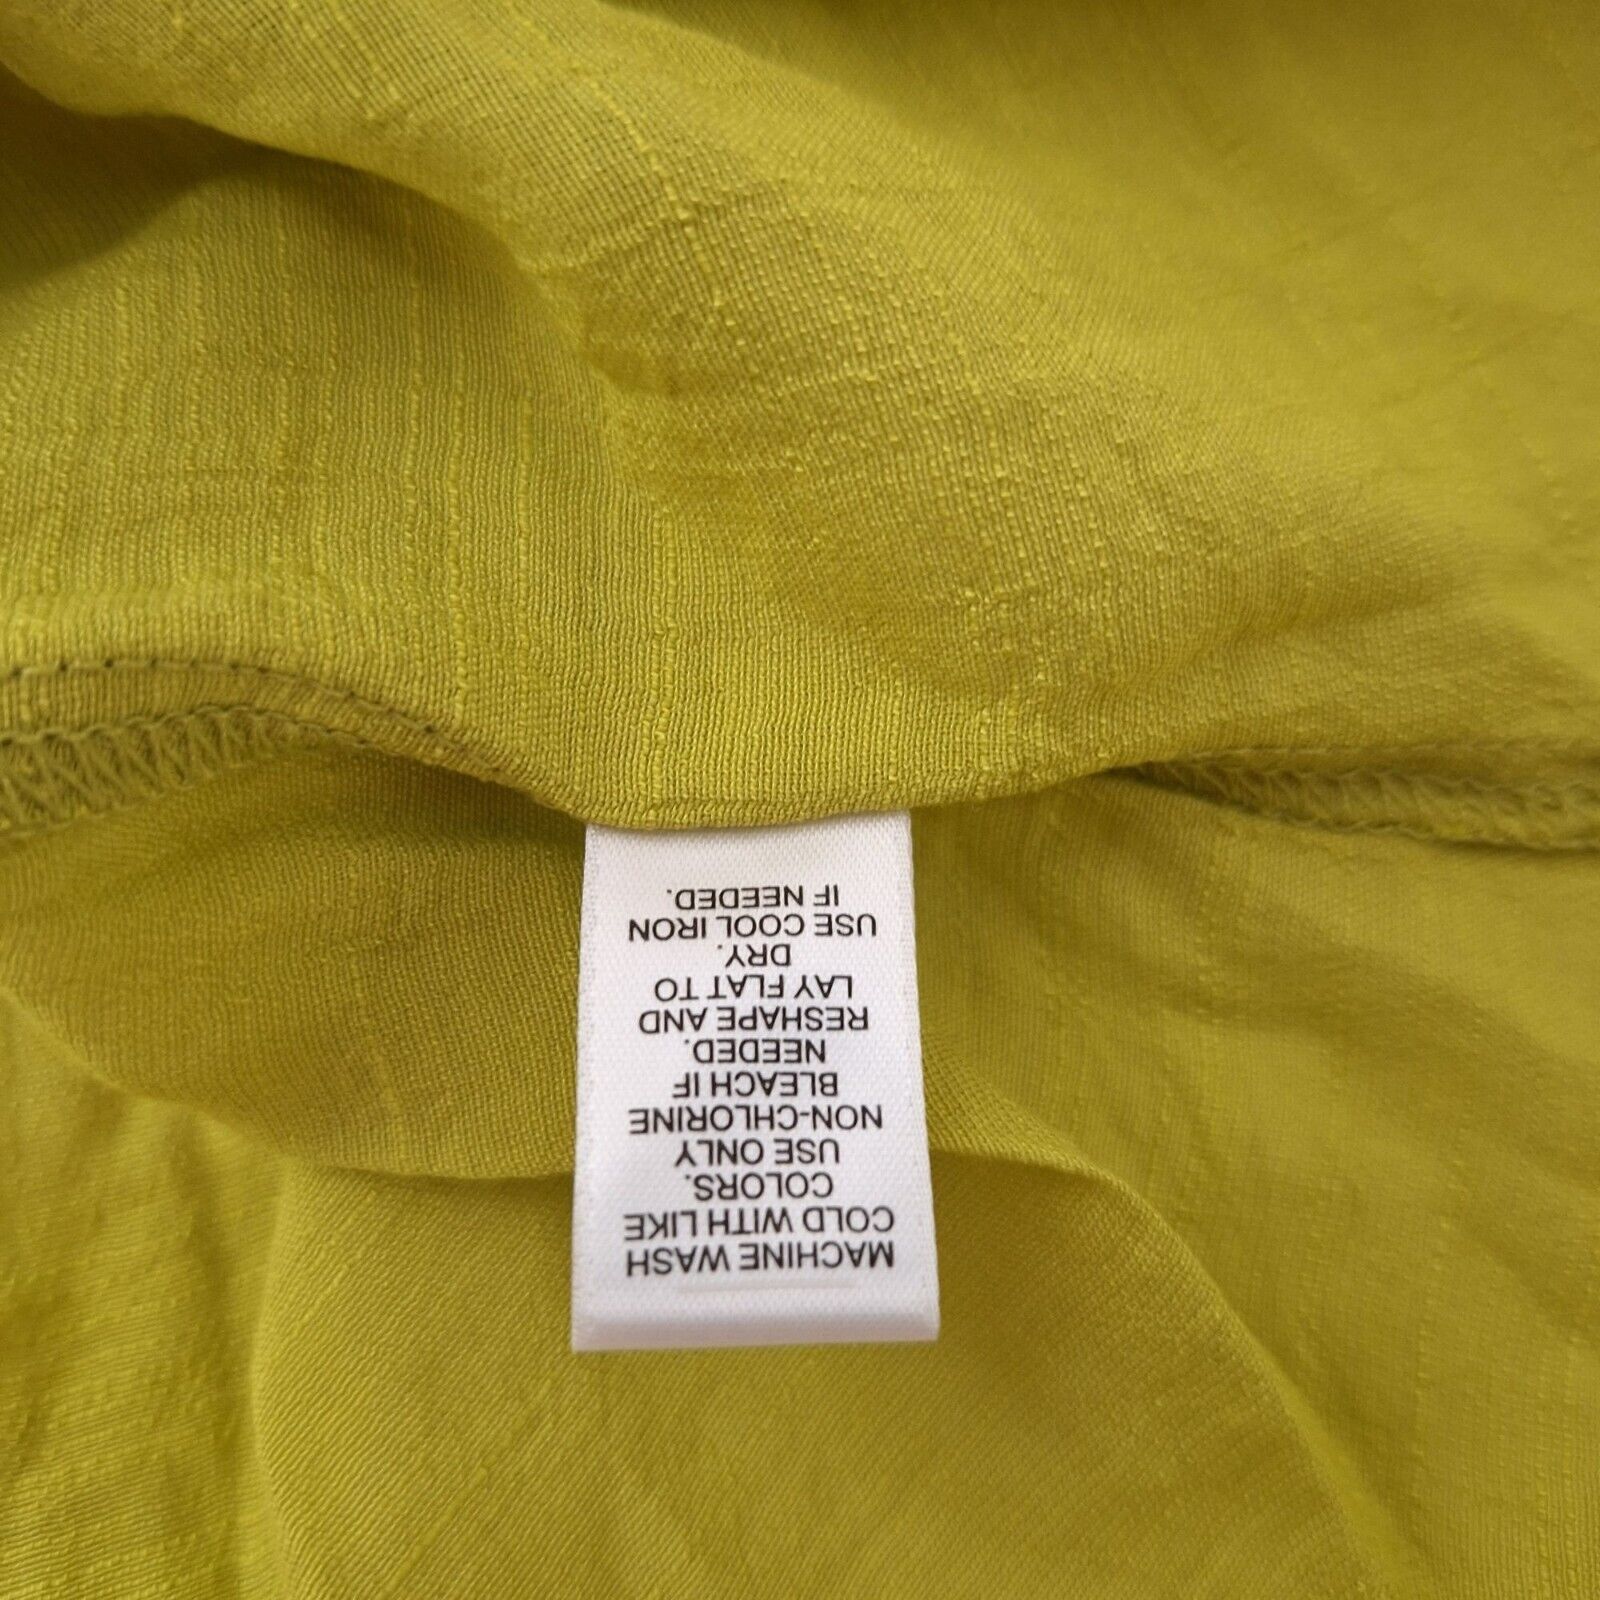 MACHINE WASH
COLD WITH LIKE
COLORS.
USE ONLY
NON-CHLORINE
BLEACH IF
NEEDED.
RESHAPE AND
LAY FLAT TO
DRY.
USE COOL IRON
IF NEEDED.